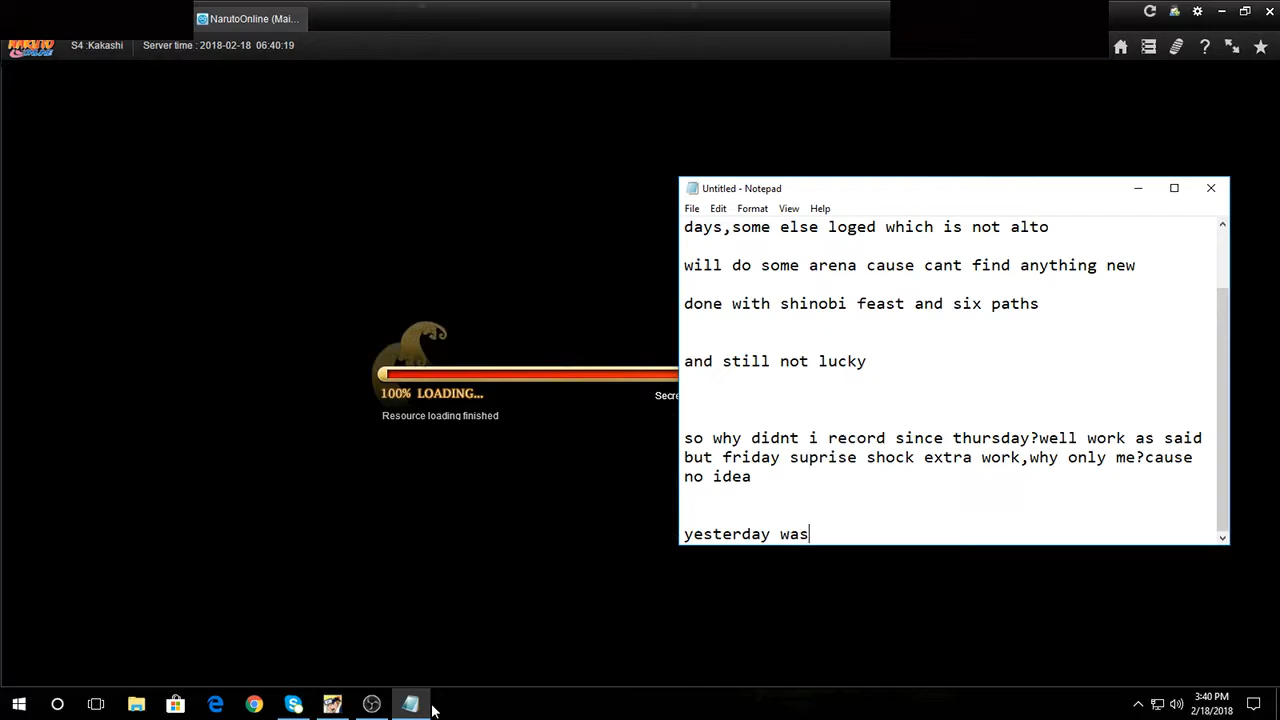 NarutoOnline (Mai...
NARUTO
ONLINE
S4 :Kakashi
Server time : 2018-02-18 06:40:19
Untitled - Notepad
File Edit Format View Help
days,some else loged which is not alto
will do some arena cause cant find anything new
done with shinobi feast and six paths
and still not lucky
so why didnt i record since thursday?well work as said
but friday suprise shock extra work,why only me?cause
no idea
yesterday was
100% LOADING...
Secre
Resource loading finished
3:40 PM
2/18/2018